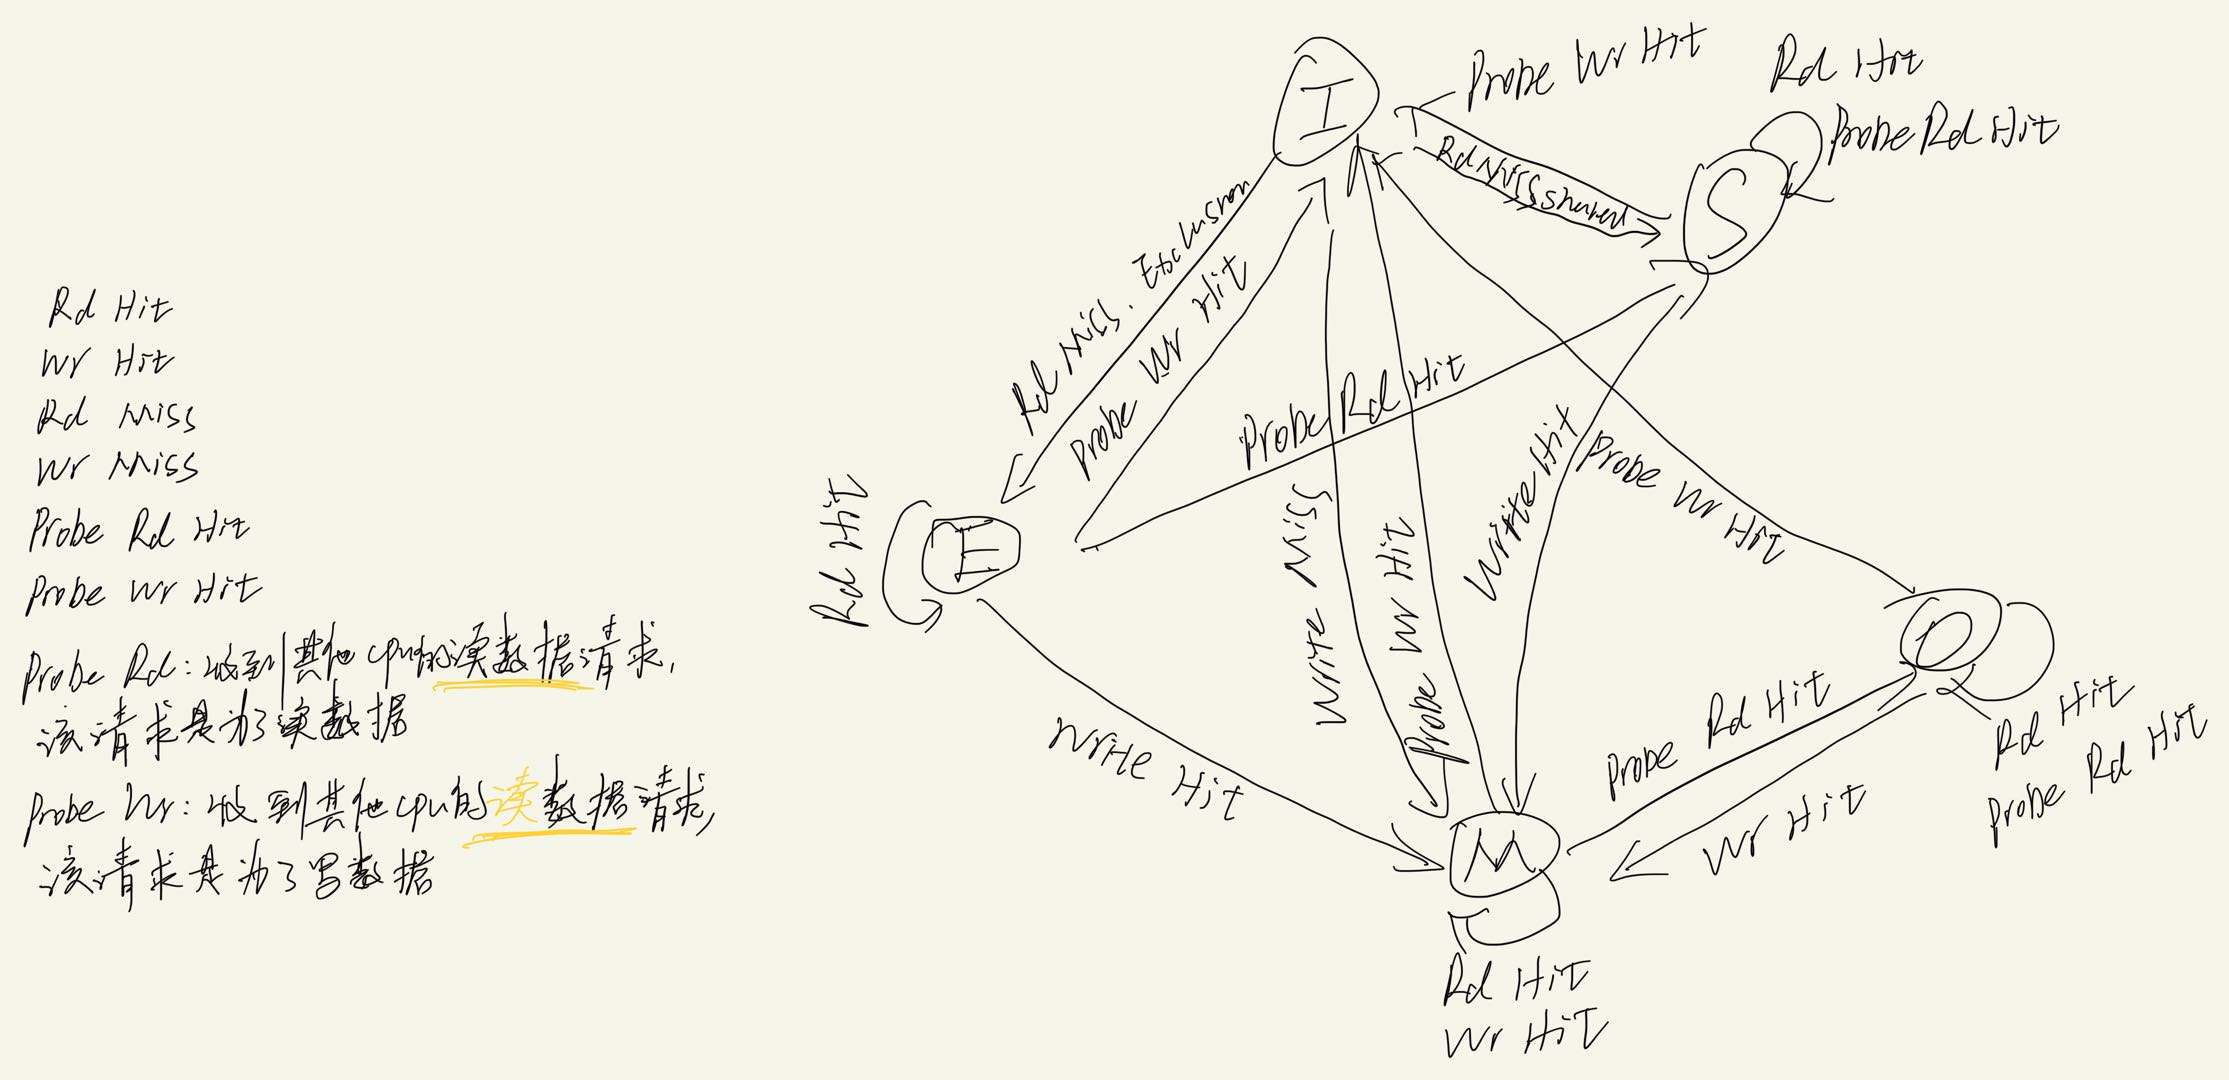 Rd Hit
Wr Hit
Rd Miss
Wr Miss
Probe Rd Hit
Probe Wr Hit
Probe Rd: 收到其他cpu的读数据请求,
该请求是为了读数据
Probe Wr: 收到其他cpu的读数据请求,
该请求是为了写数据
I
Probe Wr Hit
Rd Hit
Probe Rd Hit
Rd Miss shared
S
Rd Miss. Exclusion
Probe Wr Hit
Probe Rd Hit
Rd Hit
E
Write Miss
Probe Wr Hit
Write Hit
Probe Wr Hit
O
Rd Hit
Probe Rd Hit
Write Hit
Probe Rd Hit
Wr Hit
M
Rd Hit
Wr Hit